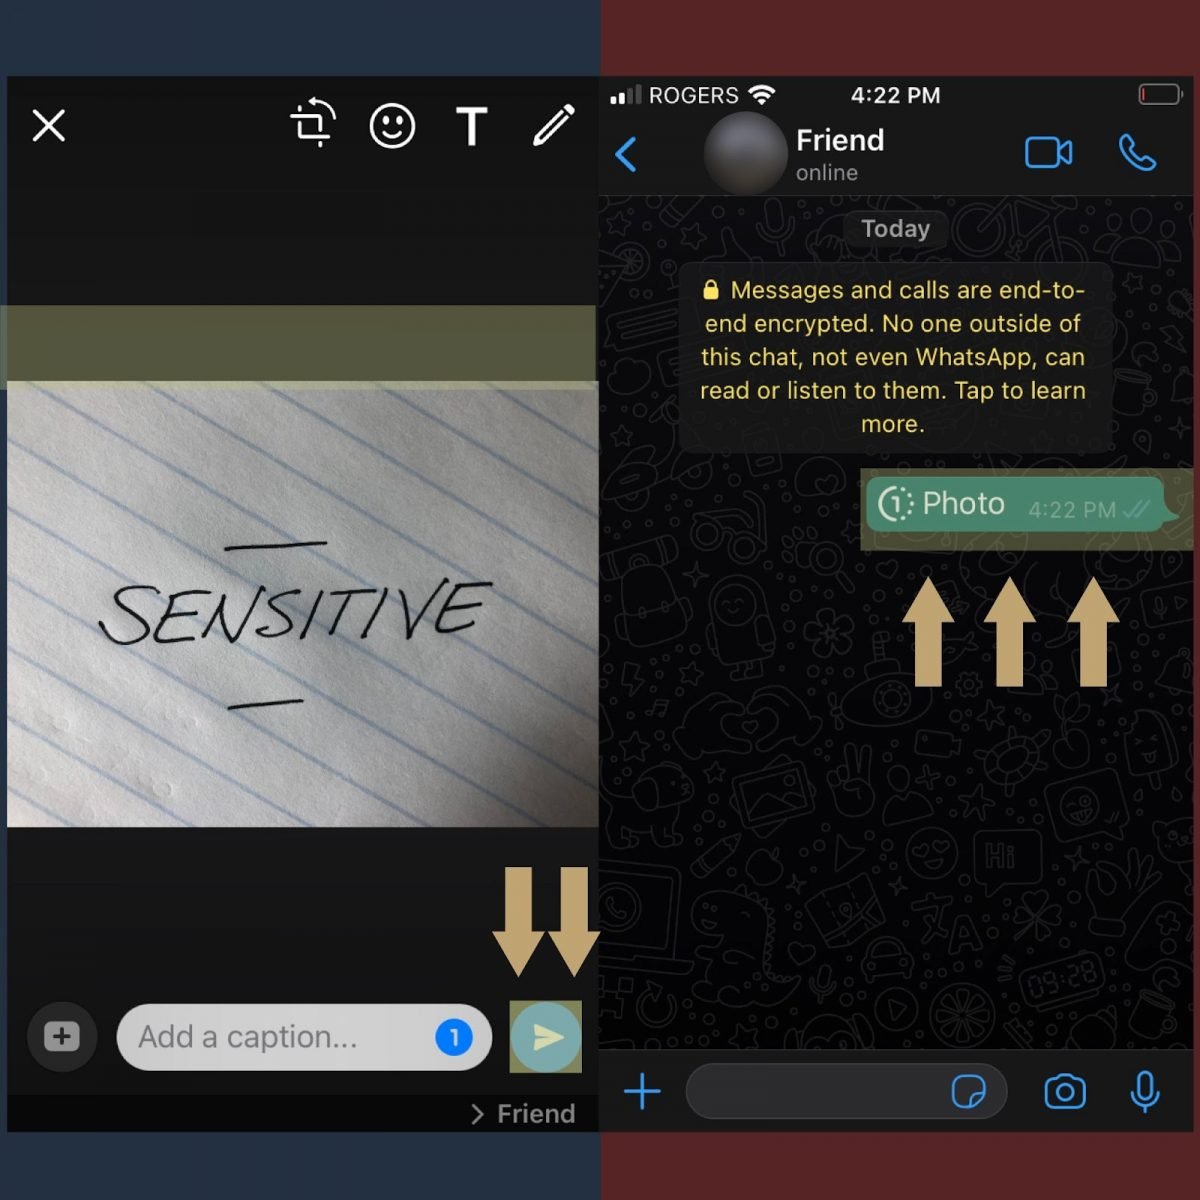 T
SENSITIVE
Add a caption...
1
Friend
ROGERS
4:22 PM
Friend
online
Today
Messages and calls are end-to-
end encrypted. No one outside of
this chat, not even WhatsApp, can
read or listen to them. Tap to learn
more.
1 Photo 4:22 PM
Hi
09:28